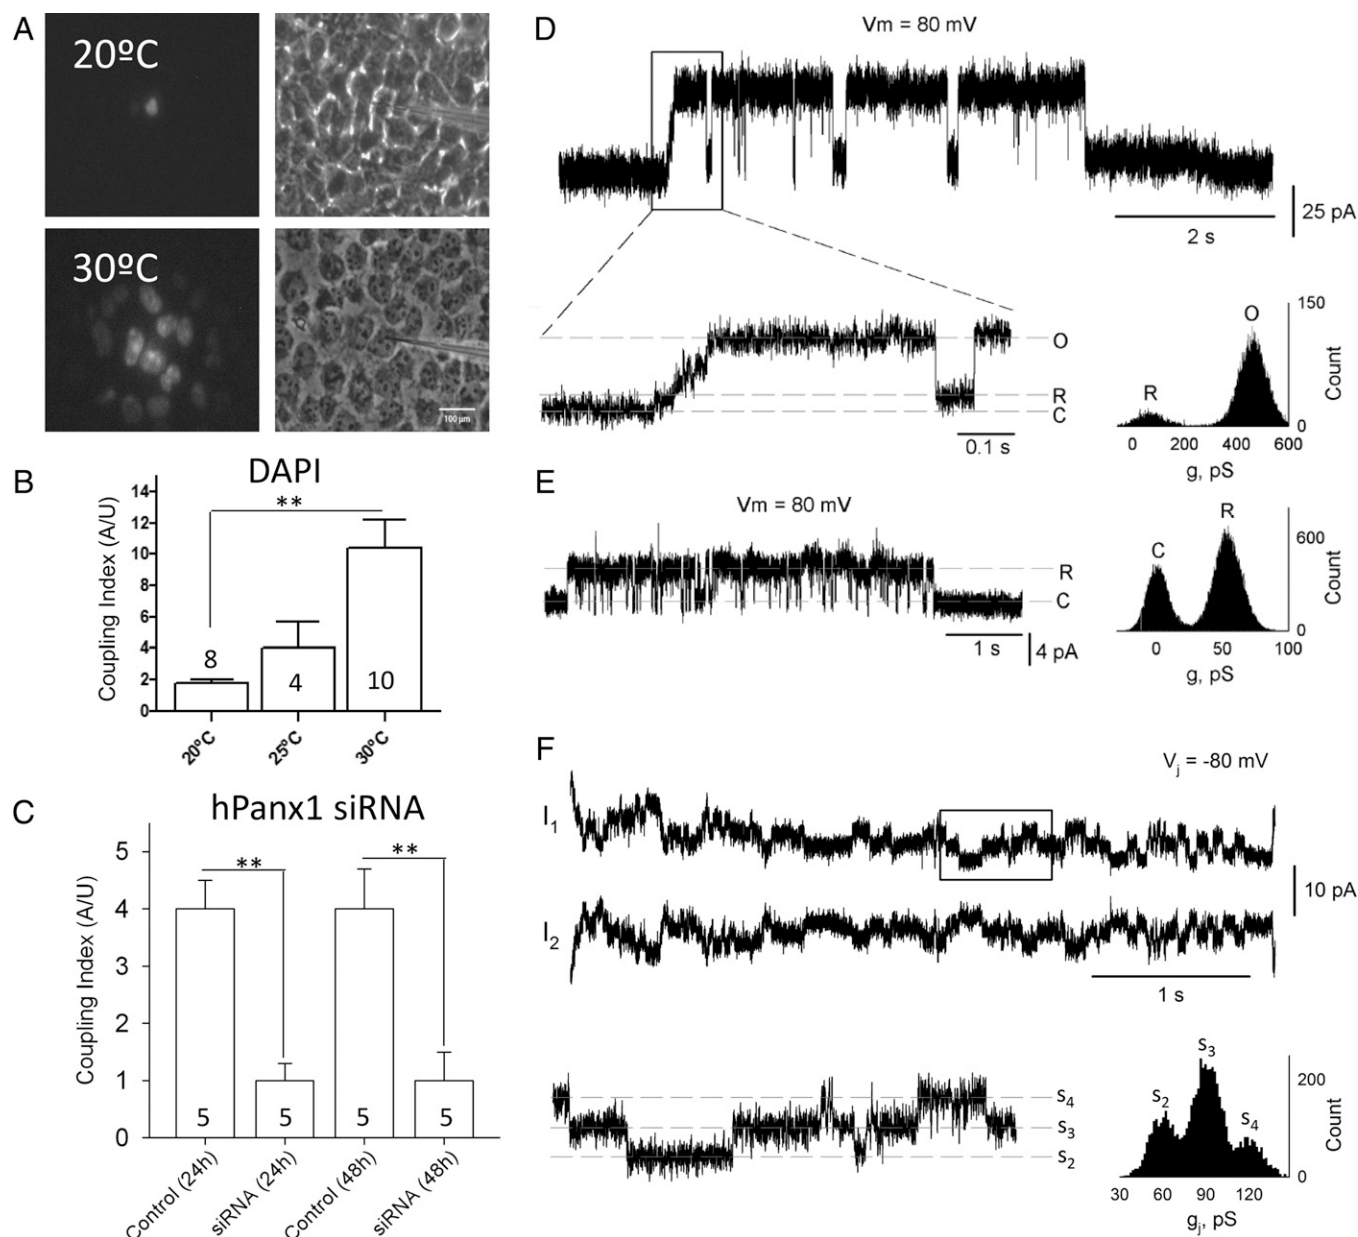 A
20ºC
30ºC
100 µm
B
DAPI
Coupling Index (A/U)
14
12
10
8
6
4
2
0
**
8
4
10
20ºC
25ºC
30ºC
C
hPanx1 siRNA
Coupling Index (A/U)
5
4
3
2
1
0
**
**
5
5
5
5
Control (24h)
siRNA (24h)
Control (48h)
siRNA (48h)
D
Vm = 80 mV
25 pA
2 s
O
R
C
0.1 s
R
O
150
0
Count
0 200 400 600
g, pS
E
Vm = 80 mV
R
C
1 s
4 pA
C
R
600
0
Count
0 50 100
g, pS
F
Vj = -80 mV
I1
I2
10 pA
1 s
s4
s3
s2
s2
s3
s4
200
0
Count
30 60 90 120
gj, pS